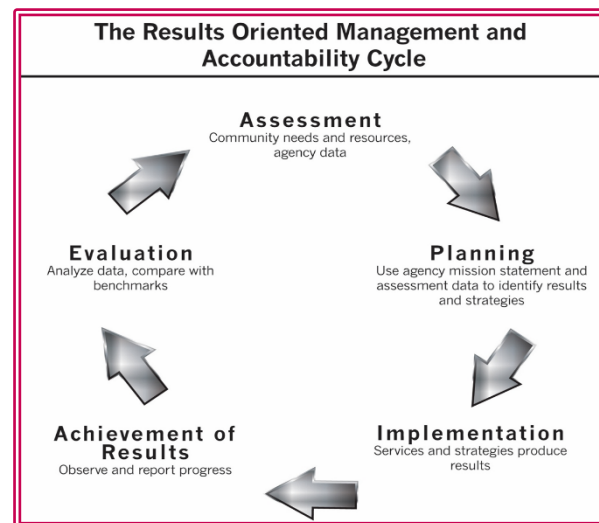 The Results Oriented Management and
Accountability Cycle
Assessment
Community needs and resources,
agency data
Planning
Use agency mission statement and
assessment data to identify results
and strategies
Implementation
Services and strategies produce
results
Achievement of
Results
Observe and report progress
Evaluation
Analyze data, compare with
benchmarks